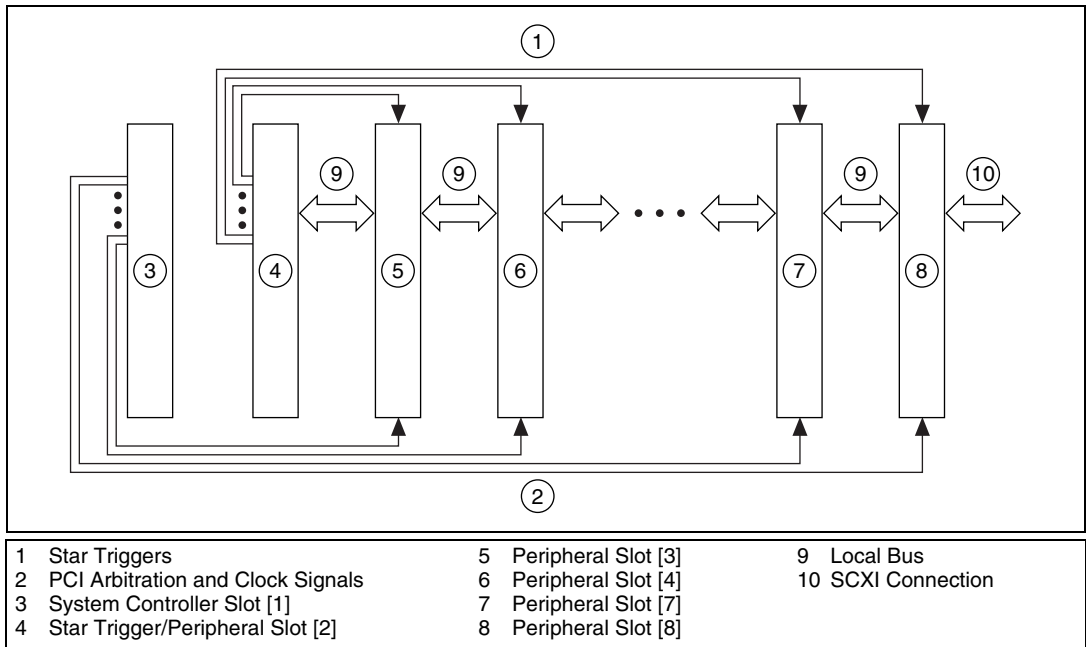 1
9
9
9
10
3
4
5
6
7
8
2
1 Star Triggers
2 PCI Arbitration and Clock Signals
3 System Controller Slot [1]
4 Star Trigger/Peripheral Slot [2]
5 Peripheral Slot [3]
6 Peripheral Slot [4]
7 Peripheral Slot [7]
8 Peripheral Slot [8]
9 Local Bus
10 SCXI Connection